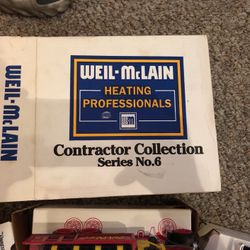 WEIL-McLAIN
WEIL-McLAIN
HEATING
PROFESSIONALS
Contractor Collection
Series No.6